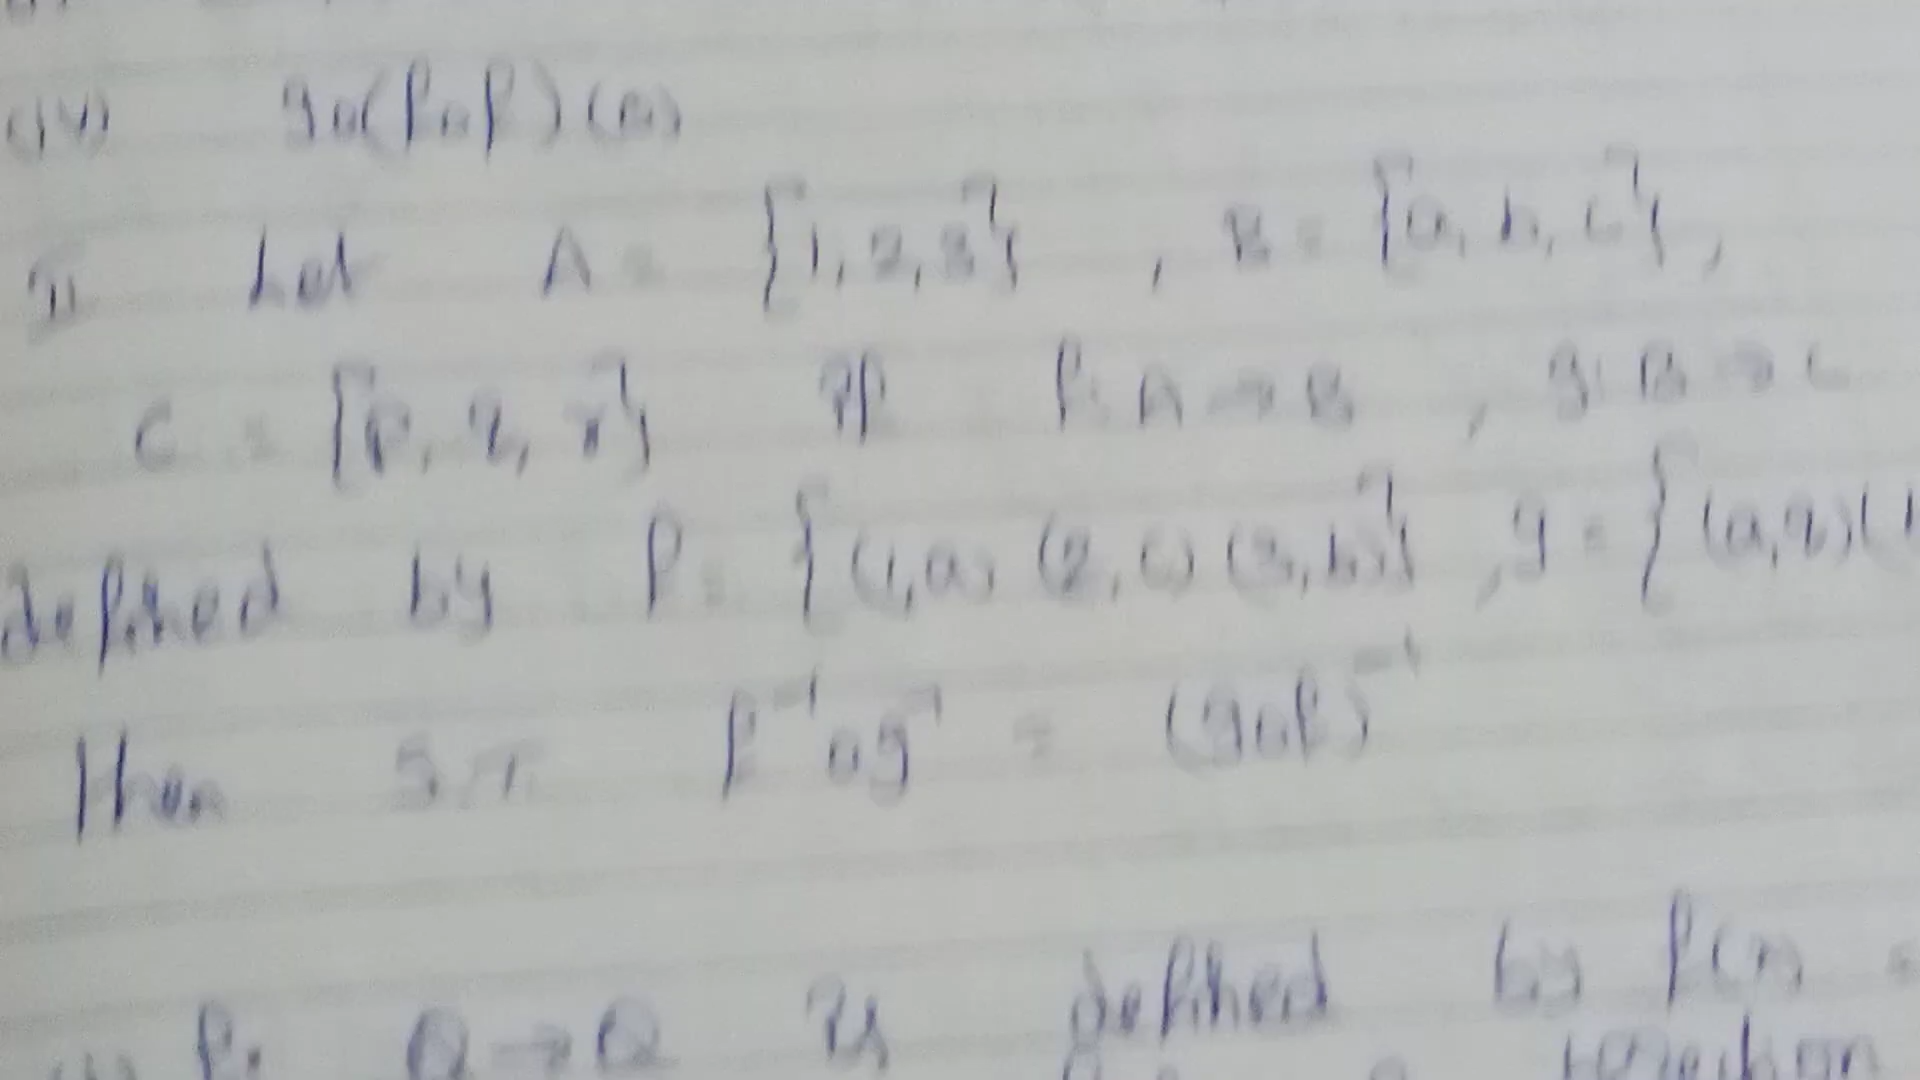 (iv) go(fof)(x)
II Let A = {1, 2, 3}, B = {a, b, c},
C = {p, q, r} If f: A → B, g: B → C
defined by f = {(1,a) (2,c) (3,b)}, g = {(a,q)(
Then S.T f⁻¹og⁻¹ = (gof)⁻¹
f: Q → Q is defined by f(x) =